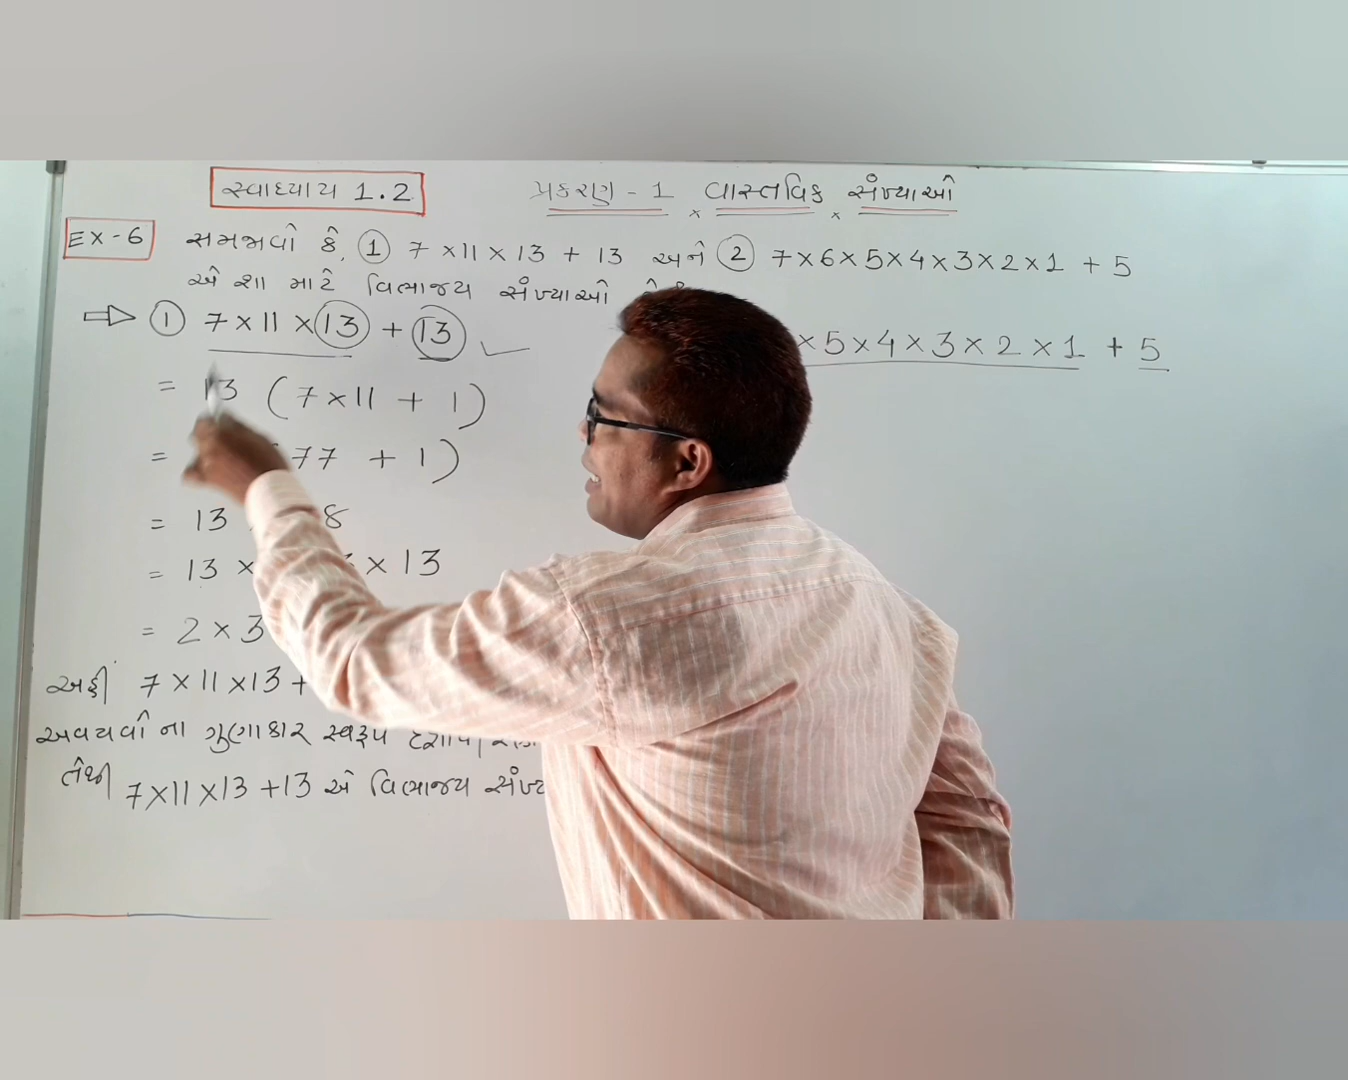 સ્વાધ્યાય 1.2
પ્રકરણ - 1 વાસ્તવિક સંખ્યાઓ
EX-6 સમજાવો કે, ① 7 × 11 × 13 + 13 અને ② 7 × 6 × 5 × 4 × 3 × 2 × 1 + 5
એ શા માટે વિભાજ્ય સંખ્યાઓ
⇒ ① 7 × 11 × 13 + 13 ✓
× 5 × 4 × 3 × 2 × 1 + 5
= 13 (7 × 11 + 1)
= 77 + 1)
= 13 8
= 13 × × 13
= 2 × 3
અહીં 7 × 11 × 13 +
અવયવો ના ગુણાકાર સ્વરૂપ
તેથી 7 × 11 × 13 + 13 એ વિભાજ્ય